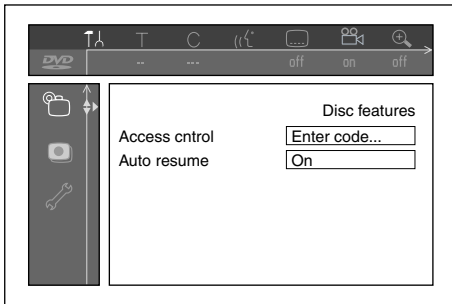 T C
DVD -- --- off on off
Disc features
Access cntrol Enter code...
Auto resume On